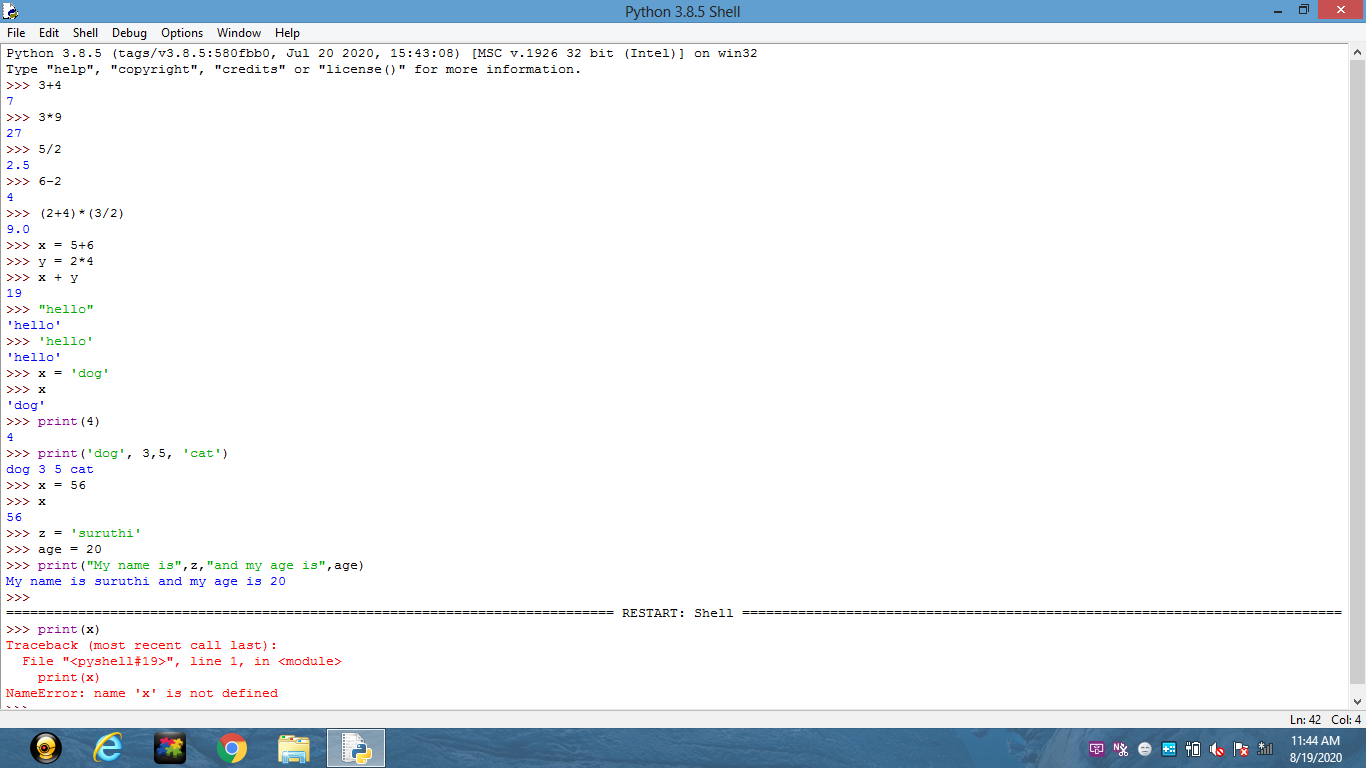 Python 3.8.5 Shell
File Edit Shell Debug Options Window Help
Python 3.8.5 (tags/v3.8.5:580fbb0, Jul 20 2020, 15:43:08) [MSC v.1926 32 bit (Intel)] on win32
Type "help", "copyright", "credits" or "license()" for more information.
>>> 3+4
7
>>> 3*9
27
>>> 5/2
2.5
>>> 6-2
4
>>> (2+4)*(3/2)
9.0
>>> x = 5+6
>>> y = 2*4
>>> x + y
19
>>> "hello"
'hello'
>>> 'hello'
'hello'
>>> x = 'dog'
>>> x
'dog'
>>> print(4)
4
>>> print('dog', 3,5, 'cat')
dog 3 5 cat
>>> x = 56
>>> x
56
>>> z = 'suruthi'
>>> age = 20
>>> print("My name is",z,"and my age is",age)
My name is suruthi and my age is 20
>>>
============================================================================ RESTART: Shell ===========================================================================
>>> print(x)
Traceback (most recent call last):
  File "<pyshell#19>", line 1, in <module>
    print(x)
NameError: name 'x' is not defined
>>>
Ln: 42 Col: 4
11:44 AM
8/19/2020